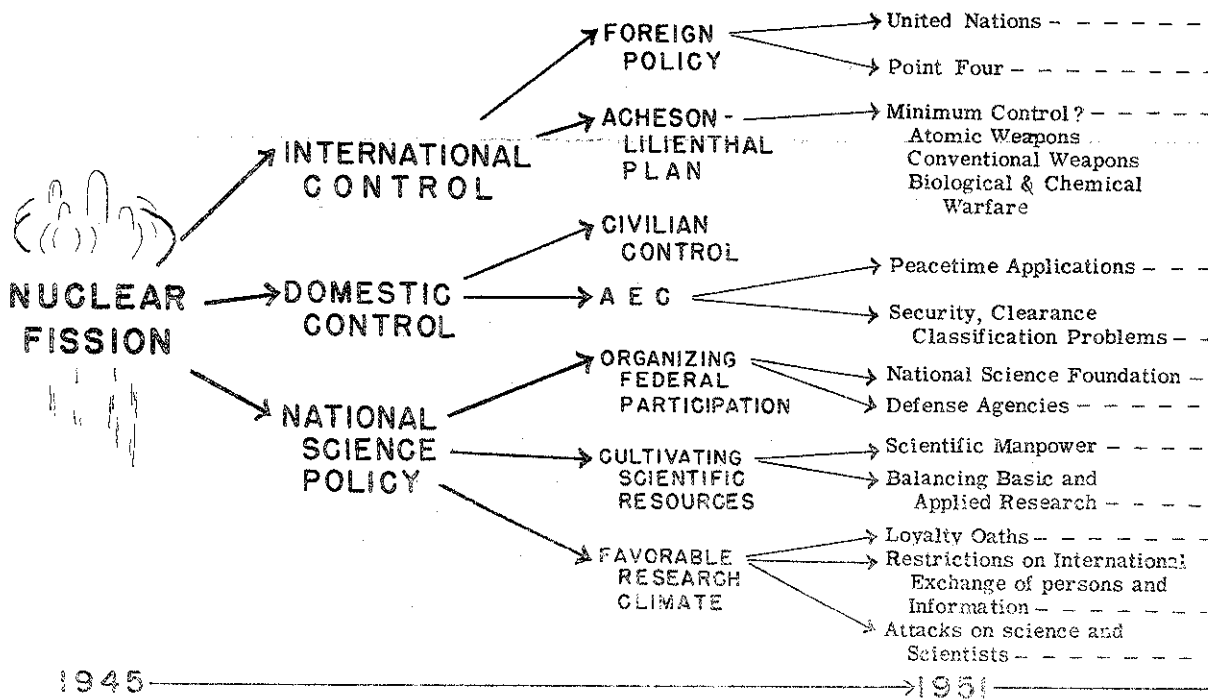 NUCLEAR
FISSION
INTERNATIONAL
CONTROL
DOMESTIC
CONTROL
NATIONAL
SCIENCE
POLICY
FOREIGN
POLICY
ACHESON -
LILIENTHAL
PLAN
CIVILIAN
CONTROL
AEC
ORGANIZING
FEDERAL
PARTICIPATION
CULTIVATING
SCIENTIFIC
RESOURCES
FAVORABLE
RESEARCH
CLIMATE
United Nations
Point Four
Minimum Control?
Atomic Weapons
Conventional Weapons
Biological & Chemical
Warfare
Peacetime Applications
Security, Clearance
Classification Problems
National Science Foundation
Defense Agencies
Scientific Manpower
Balancing Basic and
Applied Research
Loyalty Oaths
Restrictions on International
Exchange of persons and
Information
Attacks on science and
Scientists
1945
1951